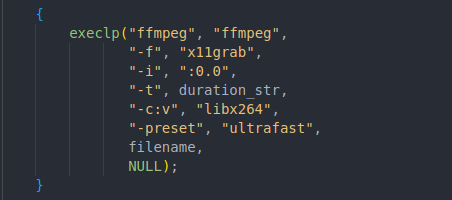 {
execlp("ffmpeg", "ffmpeg",
"-f", "x11grab",
"-i", ":0.0",
"-t", duration_str,
"-c:v", "libx264",
"-preset", "ultrafast",
filename,
NULL);
}